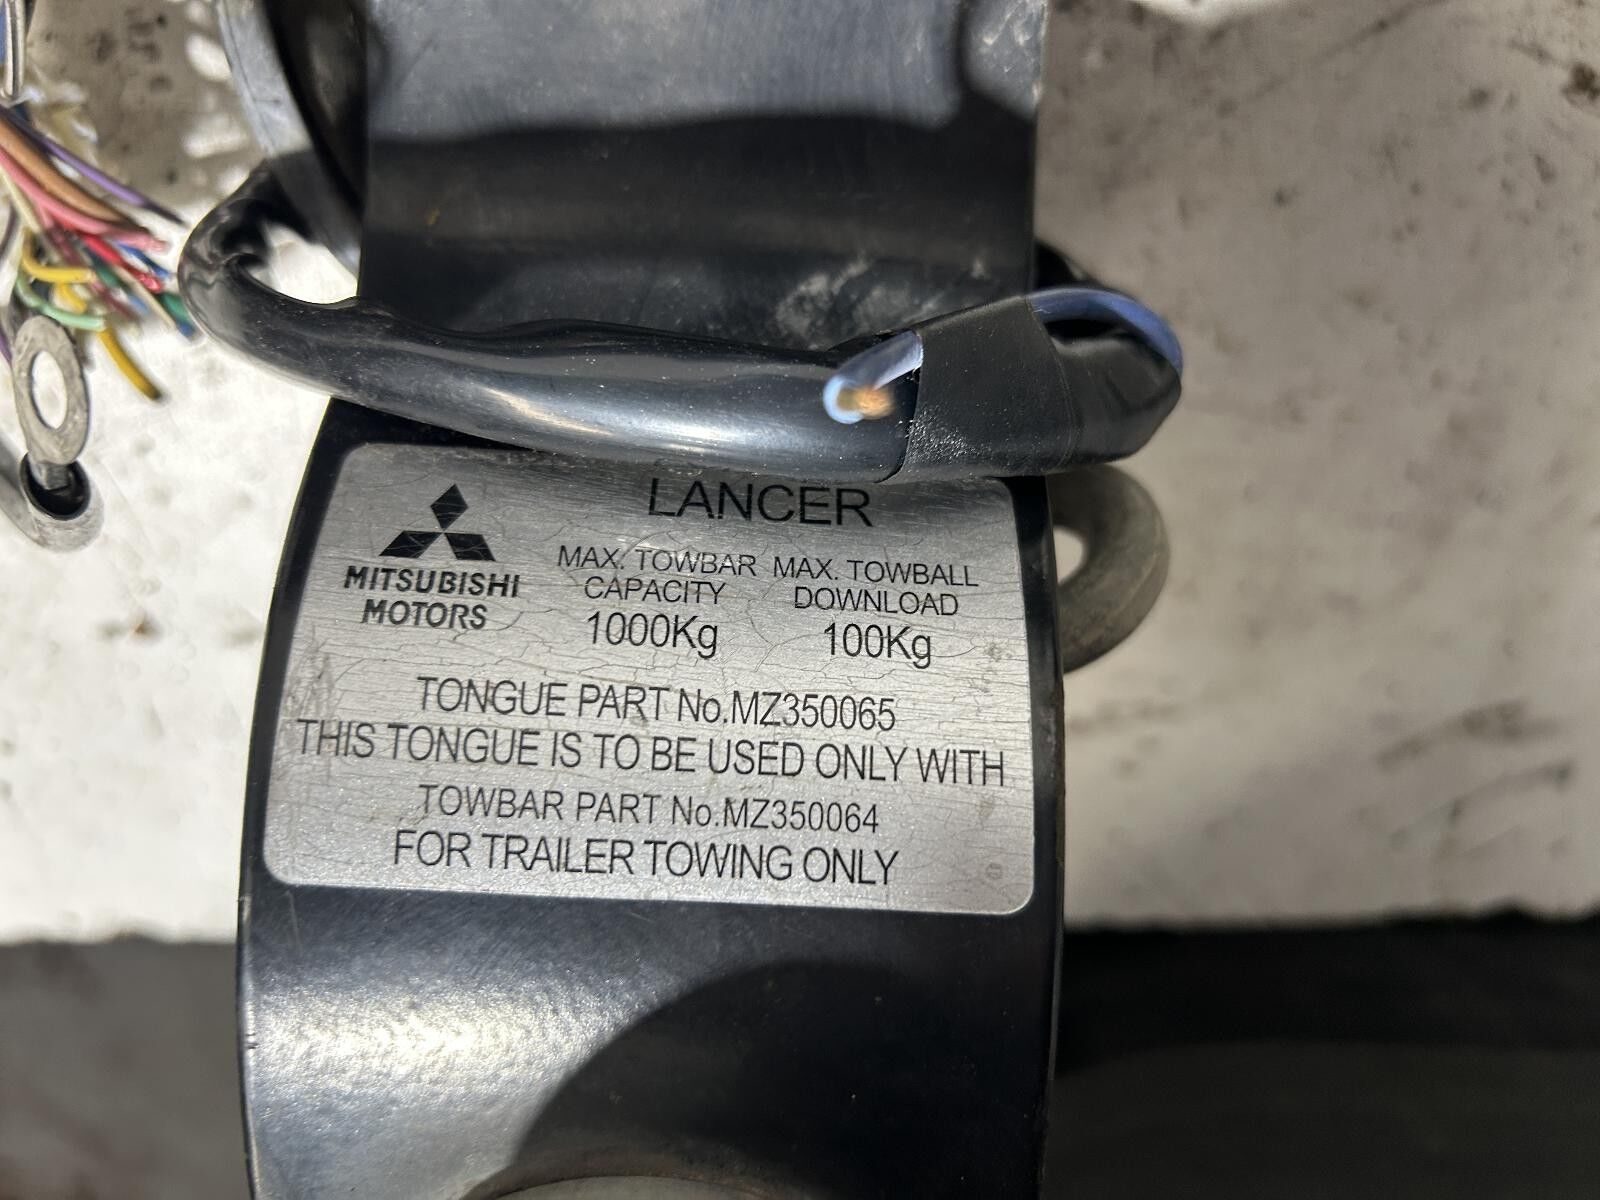 LANCER
MITSUBISHI
MOTORS
MAX. TOWBAR
CAPACITY
1000Kg
MAX. TOWBALL
DOWNLOAD
100Kg
TONGUE PART No.MZ350065
THIS TONGUE IS TO BE USED ONLY WITH
TOWBAR PART No.MZ350064
FOR TRAILER TOWING ONLY